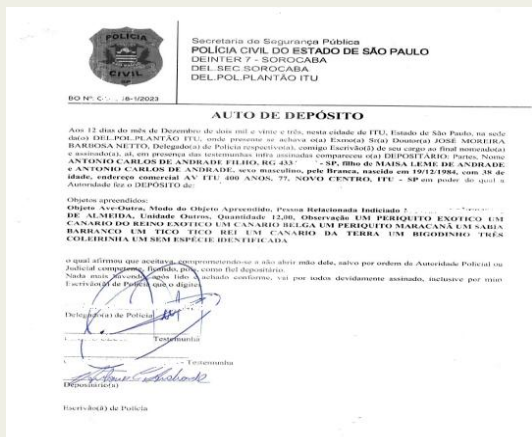 POLÍCIA
CIVIL
Secretaria de Segurança Pública
POLÍCIA CIVIL DO ESTADO DE SÃO PAULO
DEINTER 7 - SOROCABA
DEL.SEC.SOROCABA
DEL.POL.PLANTÃO ITU
BO Nº: -1/2023
AUTO DE DEPÓSITO
Aos 12 dias do mês de Dezembro de dois mil e vinte e três, nesta cidade de ITU, Estado de São Paulo, na sede
da(o) DEL.POL.PLANTÃO ITU, onde presente se achava o(a) Exmo(a) Sr(a) Doutor(a) JOSÉ MOREIRA
BARBOSA NETTO, Delegado(a) de Polícia respectivo(a), comigo Escrivão(ã) de seu cargo ao final nomeado(a)
e assinado(a), aí, em presença das testemunhas infra assinadas compareceu o(a) DEPOSITÁRIO: Partes, Nome
ANTONIO CARLOS DE ANDRADE FILHO, RG 433 - SP, filho de MAISA LEME DE ANDRADE
e ANTONIO CARLOS DE ANDRADE, sexo masculino, pele Branca, nascido em 19/12/1984, com 38 de
idade, endereço comercial AV ITU 400 ANOS, 77, NOVO CENTRO, ITU - SP em poder do qual a
Autoridade fez o DEPÓSITO de:
Objetos apreendidos:
Objeto Ave-Outra, Modo do Objeto Apreendido, Pessoa Relacionada Indiciado
DE ALMEIDA, Unidade Outros, Quantidade 12,00, Observação UM PERIQUITO EXOTICO UM
CANARIO DO REINO EXOTICO UM CANARIO BELGA UM PERIQUITO MARACANÃ UM SABIA
BARRANCO UM TICO TICO REI UM CANARIO DA TERRA UM BIGODINHO TRÊS
COLEIRINHA UM SEM ESPÉCIE IDENTIFICADA
o qual afirmou que aceitava, comprometendo-se a não abrir mão dele, salvo por ordem da Autoridade Policial ou
Judicial competente, ficando, pois, como fiel depositário.
Nada mais havendo, após lido e achado conforme, vai por todos devidamente assinado, inclusive por mim
Escrivão(ã) de Polícia que o digitei.
Delegado(a) de Polícia
Testemunha
Testemunha
Depositário(a)
Escrivão(ã) de Polícia